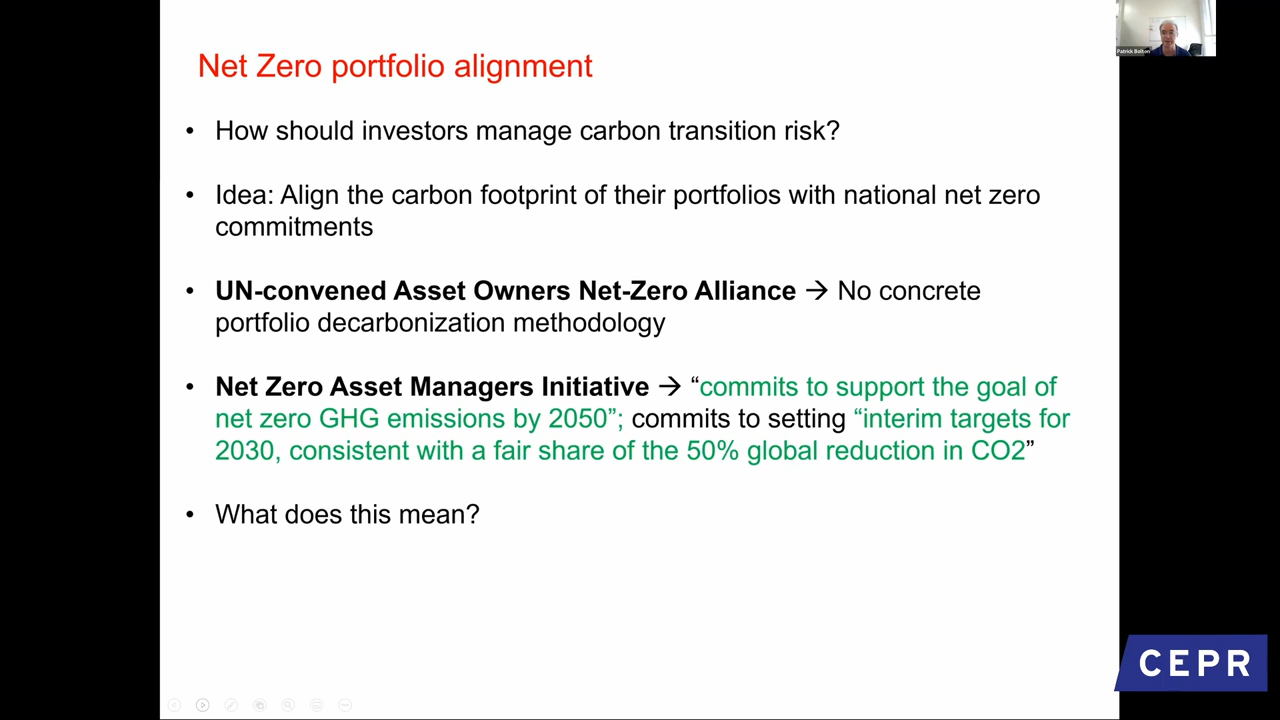 Net Zero portfolio alignment
• How should investors manage carbon transition risk?
• Idea: Align the carbon footprint of their portfolios with national net zero
commitments
• UN-convened Asset Owners Net-Zero Alliance → No concrete
portfolio decarbonization methodology
• Net Zero Asset Managers Initiative → “commits to support the goal of
net zero GHG emissions by 2050”; commits to setting “interim targets for
2030, consistent with a fair share of the 50% global reduction in CO2”
• What does this mean?
Patrick Bolton
CEPR